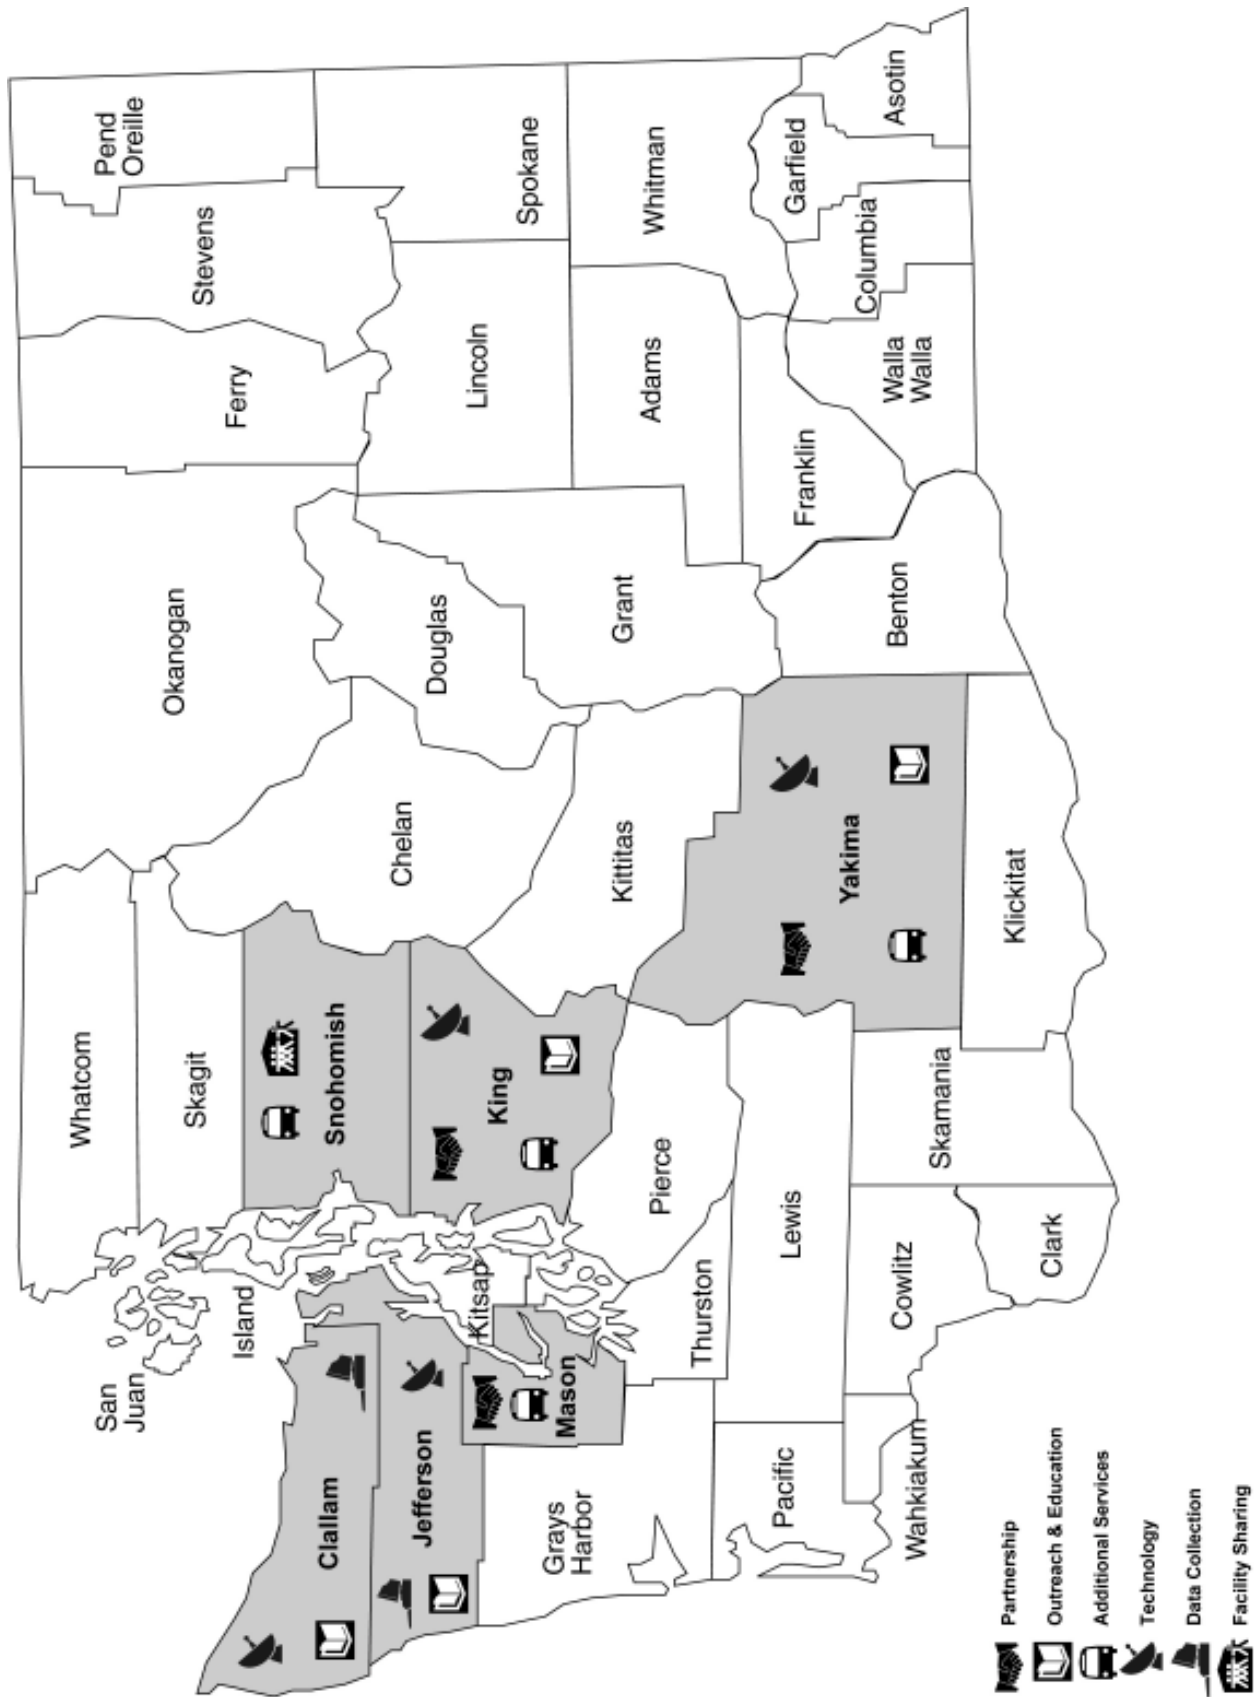 Whatcom
Okanogan
Ferry
Stevens
Pend
Oreille
San
Juan
Skagit
Island
Snohomish
Chelan
Douglas
Lincoln
Spokane
Clallam
Jefferson
Kitsap
King
Mason
Grays
Harbor
Kittitas
Grant
Adams
Whitman
Pierce
Thurston
Pacific
Lewis
Yakima
Franklin
Benton
Walla
Walla
Columbia
Garfield
Asotin
Wahkiakum
Cowlitz
Skamania
Klickitat
Clark
Partnership
Outreach & Education
Additional Services
Technology
Data Collection
Facility Sharing